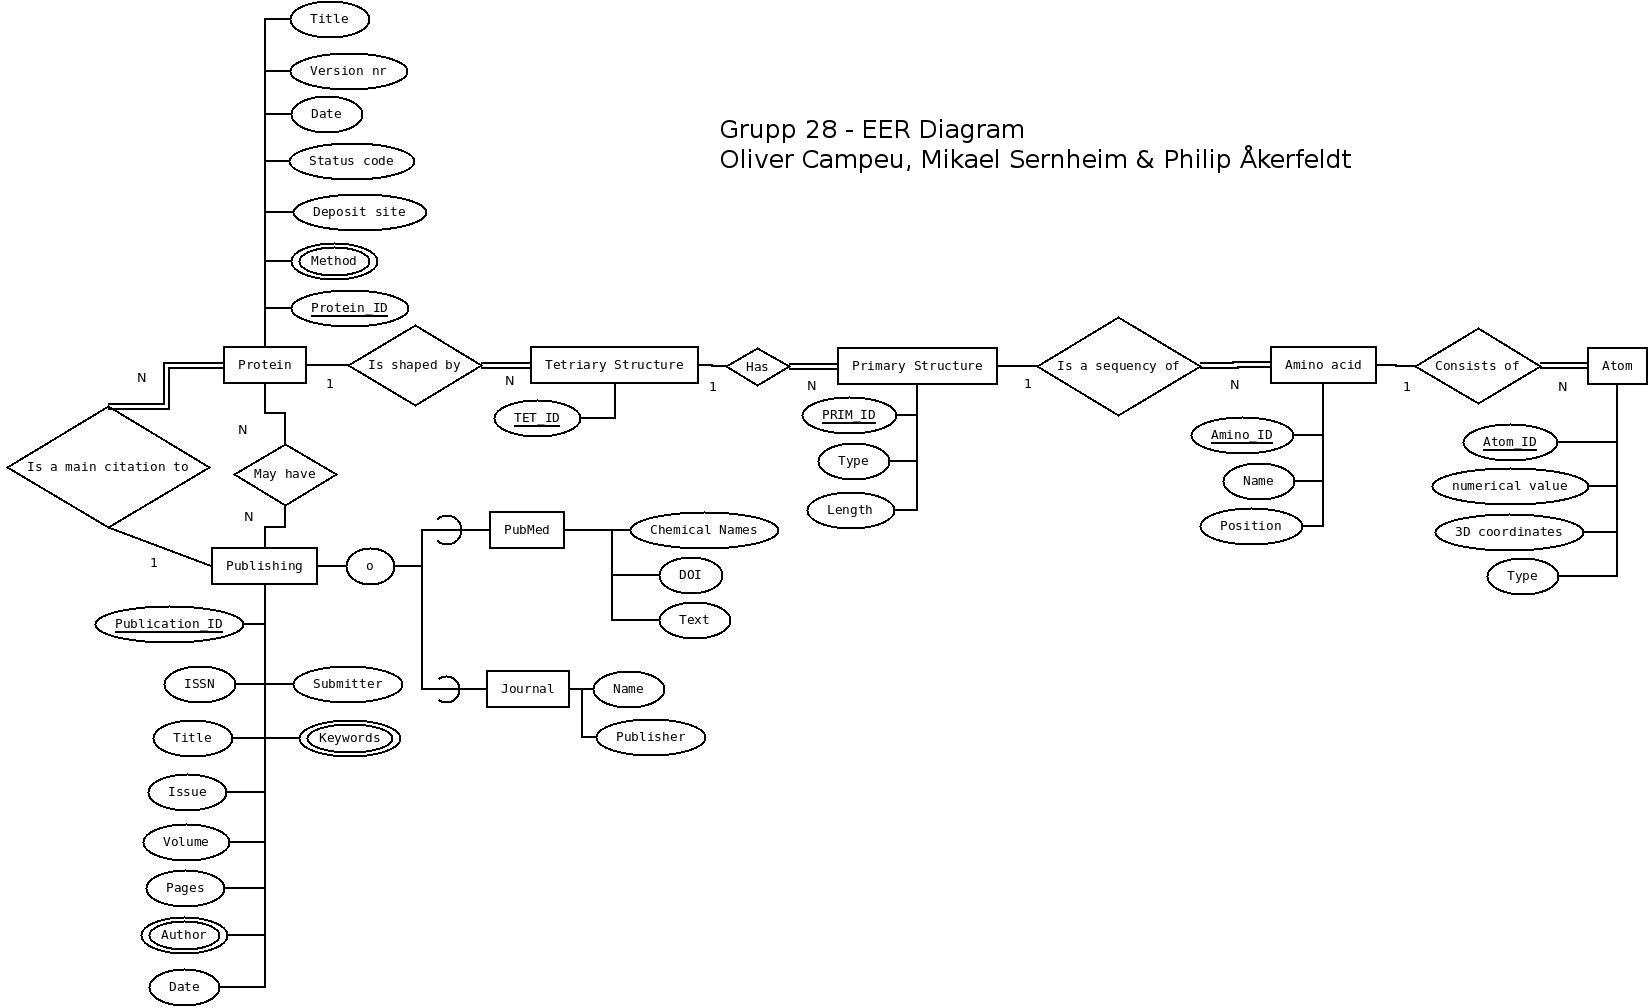 Title
Version nr
Date
Grupp 28 - EER Diagram
Oliver Campeu, Mikael Sernheim & Philip Åkerfeldt
Status code
Deposit site
Method
Protein_ID
Protein
Is shaped by
Tetriary Structure
Has
Primary Structure
Is a sequency of
Amino acid
Consists of
Atom
N
1
N
1
N
1
N
1
N
TET_ID
PRIM_ID
Type
Length
Amino_ID
Name
Position
Atom_ID
numerical value
3D coordinates
Type
N
Is a main citation to
May have
N
1
Publishing
o
PubMed
Chemical Names
DOI
Text
Journal
Name
Publisher
Publication_ID
ISSN
Submitter
Title
Keywords
Issue
Volume
Pages
Author
Date